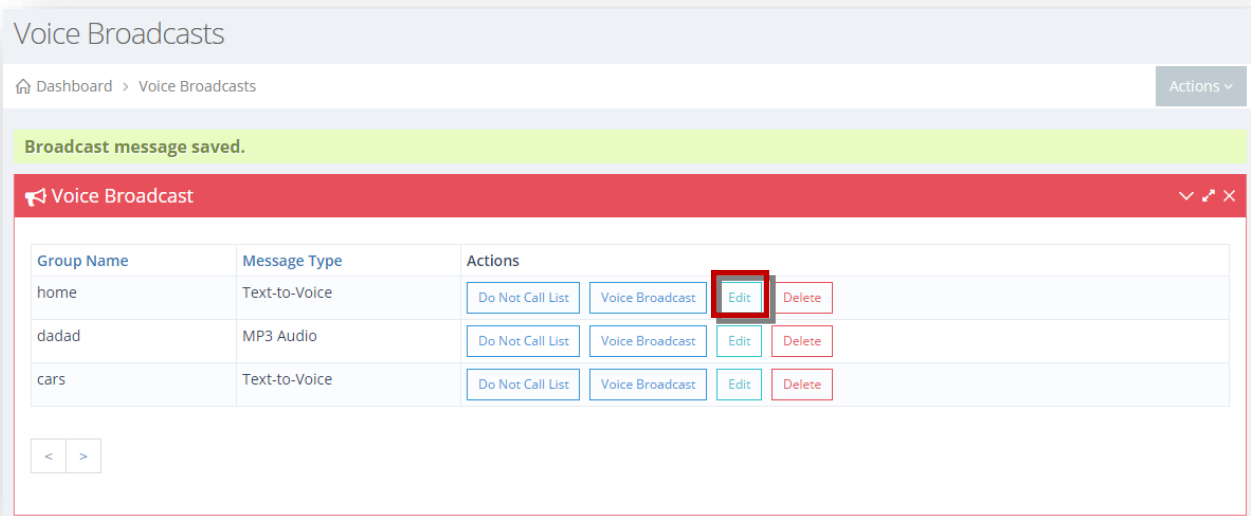 Voice Broadcasts
Dashboard > Voice Broadcasts Actions
Broadcast message saved.
Voice Broadcast
Group Name Message Type Actions
home Text-to-Voice Do Not Call List Voice Broadcast Edit Delete
dadad MP3 Audio Do Not Call List Voice Broadcast Edit Delete
cars Text-to-Voice Do Not Call List Voice Broadcast Edit Delete
< >